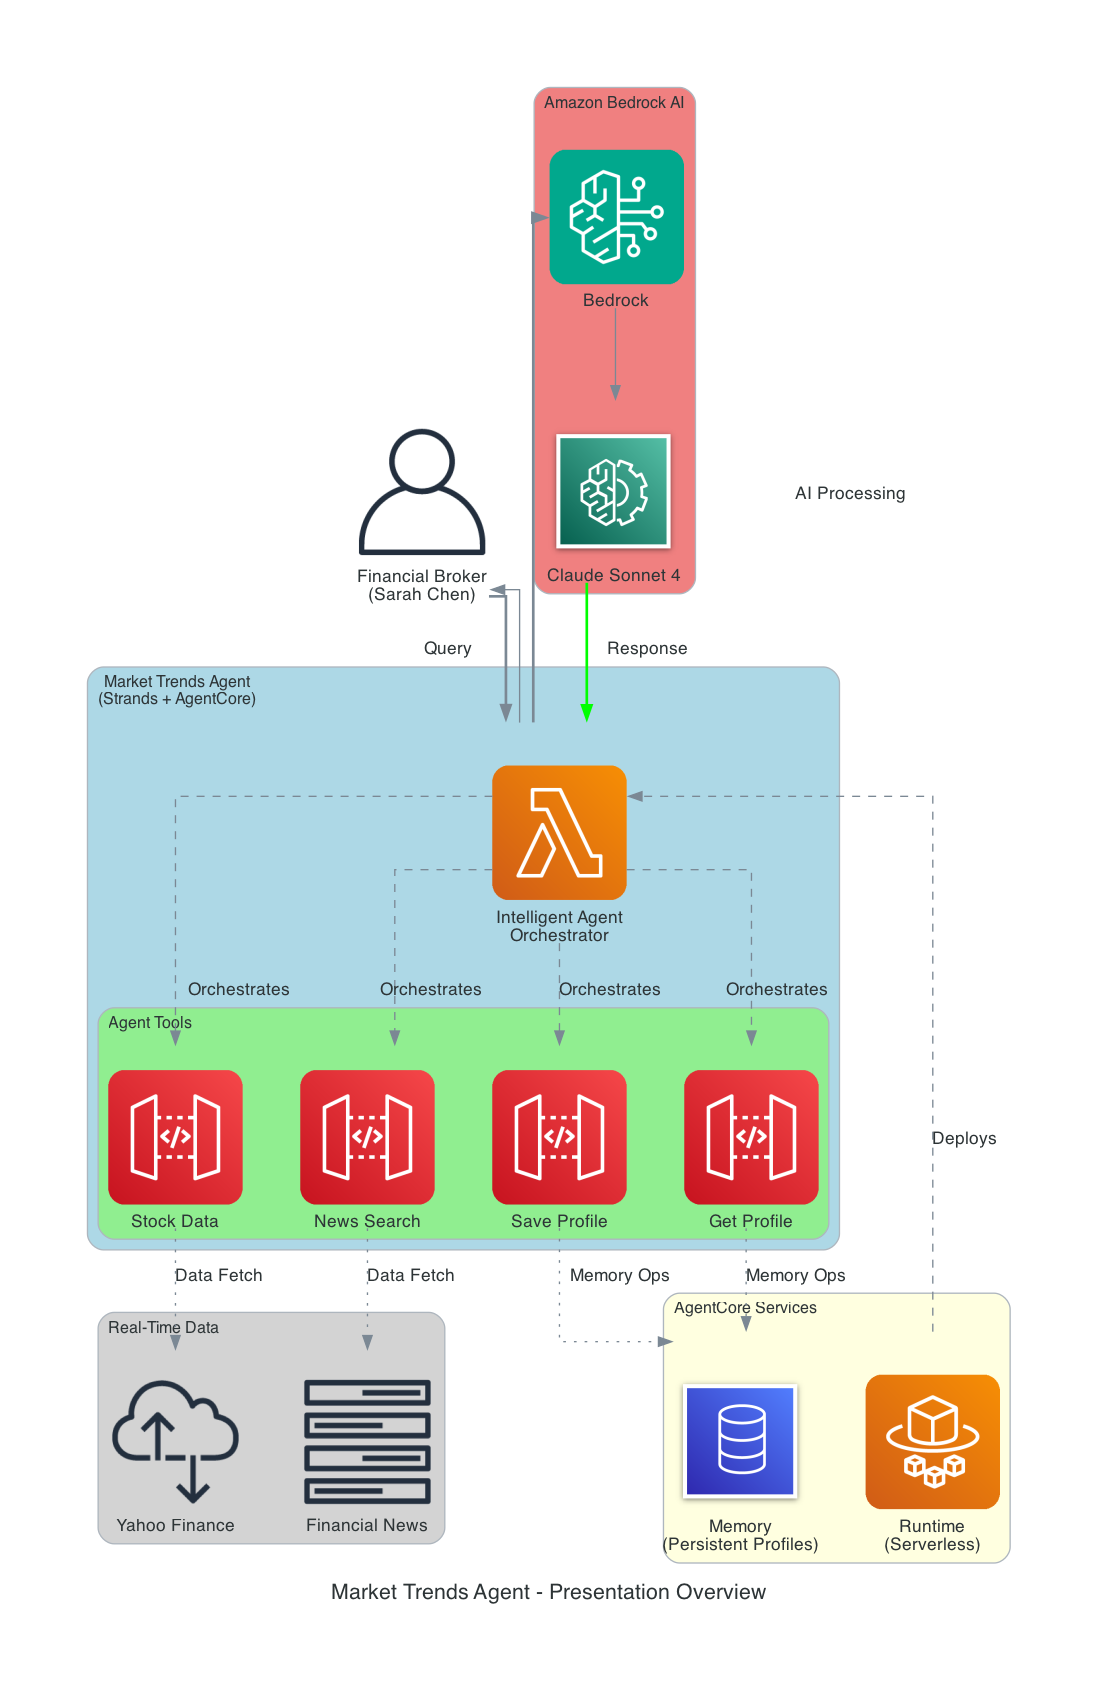 Amazon Bedrock AI
Bedrock
Claude Sonnet 4
AI Processing
Financial Broker
(Sarah Chen)
Query
Response
Market Trends Agent
(Strands + AgentCore)
Intelligent Agent
Orchestrator
Orchestrates
Orchestrates
Orchestrates
Orchestrates
Agent Tools
</>
</>
</>
</>
Stock Data
News Search
Save Profile
Get Profile
Deploys
Data Fetch
Data Fetch
Memory Ops
Memory Ops
Real-Time Data
AgentCore Services
Yahoo Finance
Financial News
Memory
(Persistent Profiles)
Runtime
(Serverless)
Market Trends Agent - Presentation Overview